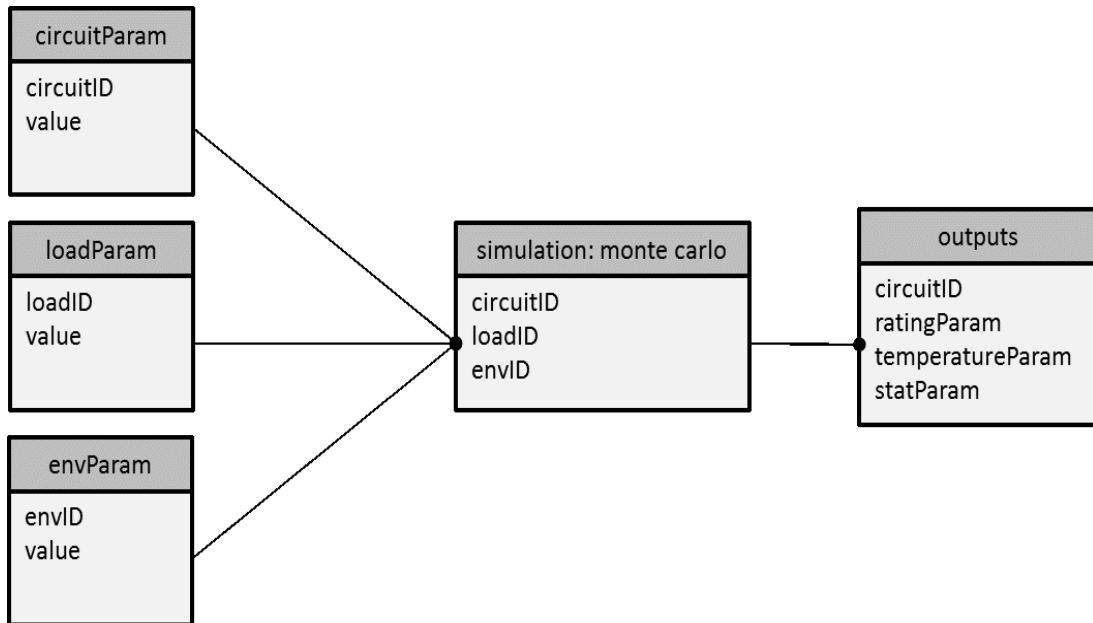 circuitParam
circuitID
value
loadParam
loadID
value
envParam
envID
value
simulation: monte carlo
circuitID
loadID
envID
outputs
circuitID
ratingParam
temperatureParam
statParam